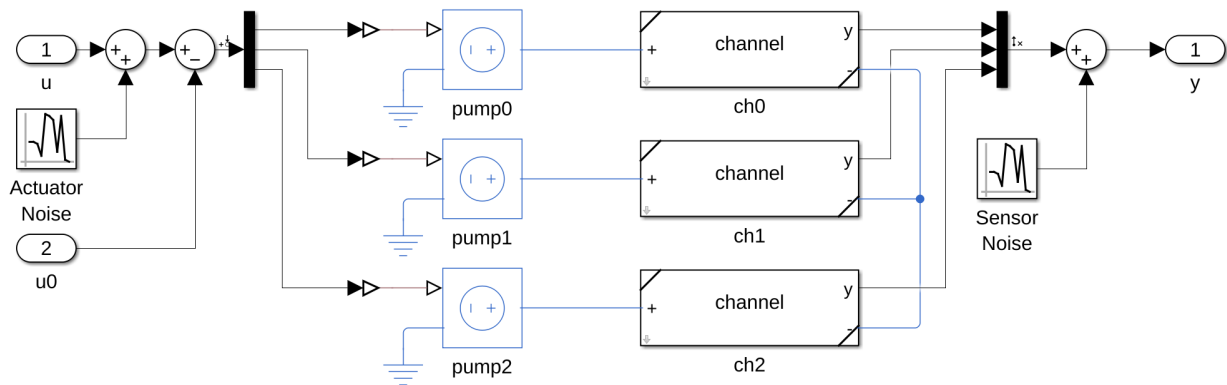 1
u
+
+
+
−
2
u0
Actuator
Noise
pump0
+
channel
y
-
ch0
pump1
+
channel
y
-
ch1
pump2
+
channel
y
-
ch2
+
+
Sensor
Noise
1
y